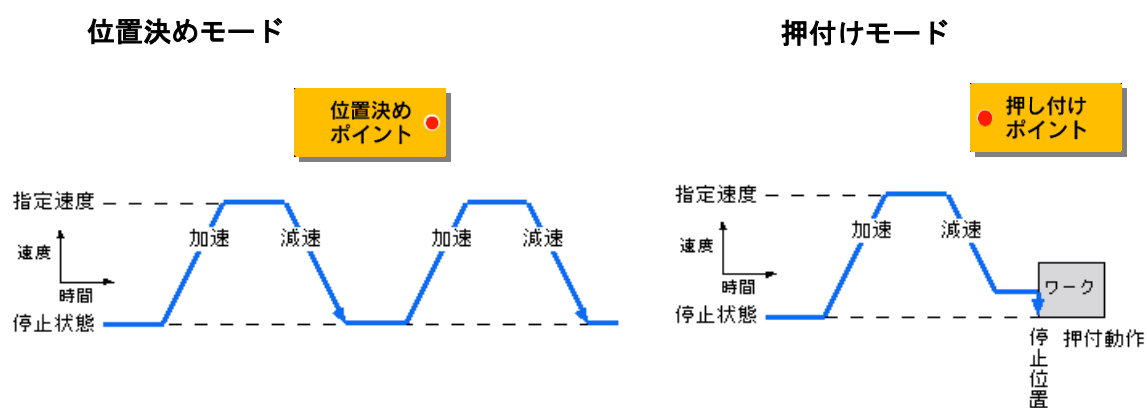 位置決めモード
位置決め
ポイント
指定速度
加速
減速
加速
減速
速度
時間
停止状態
押付けモード
押し付け
ポイント
指定速度
加速
減速
速度
時間
ワーク
停止状態
停止位置
押付動作